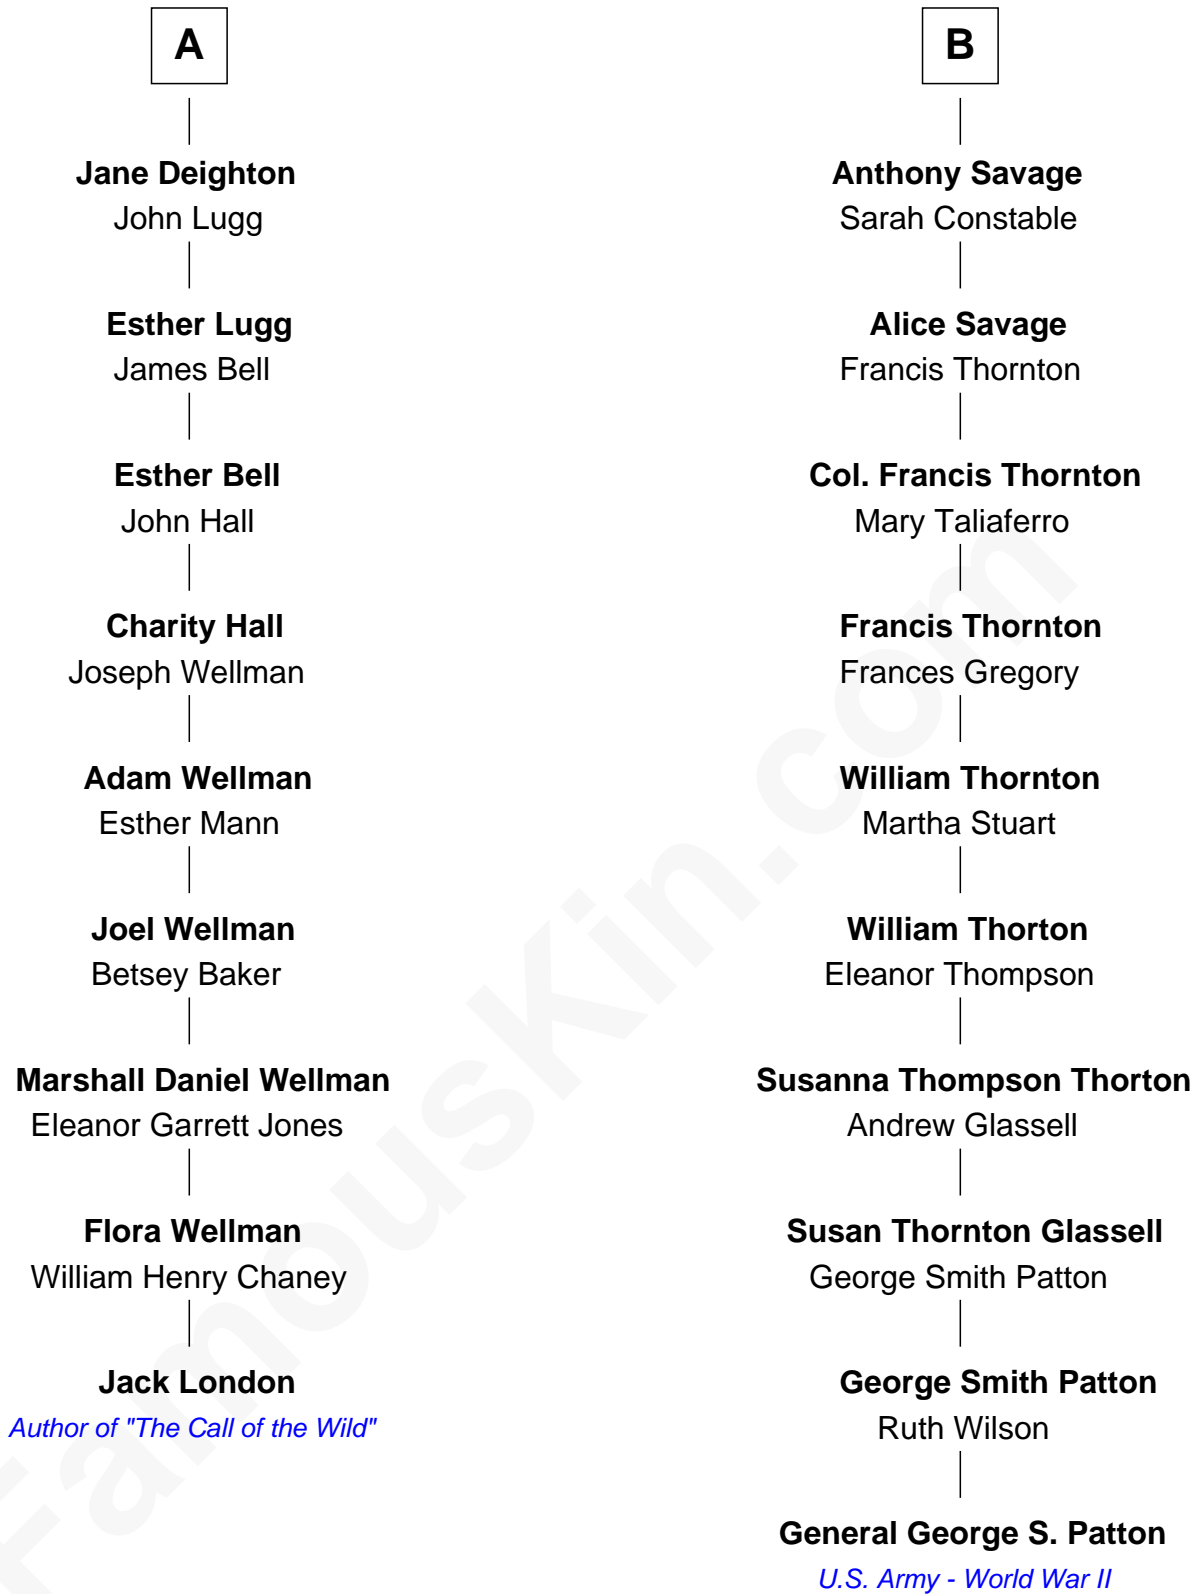 A
Jane Deighton
John Lugg
Esther Lugg
James Bell
Esther Bell
John Hall
Charity Hall
Joseph Wellman
Adam Wellman
Esther Mann
Joel Wellman
Betsey Baker
Marshall Daniel Wellman
Eleanor Garrett Jones
Flora Wellman
William Henry Chaney
Jack London
Author of "The Call of the Wild"
B
Anthony Savage
Sarah Constable
Alice Savage
Francis Thornton
Col. Francis Thornton
Mary Taliaferro
Francis Thornton
Frances Gregory
William Thornton
Martha Stuart
William Thorton
Eleanor Thompson
Susanna Thompson Thorton
Andrew Glassell
Susan Thornton Glassell
George Smith Patton
George Smith Patton
Ruth Wilson
General George S. Patton
U.S. Army - World War II
FamousKin.com